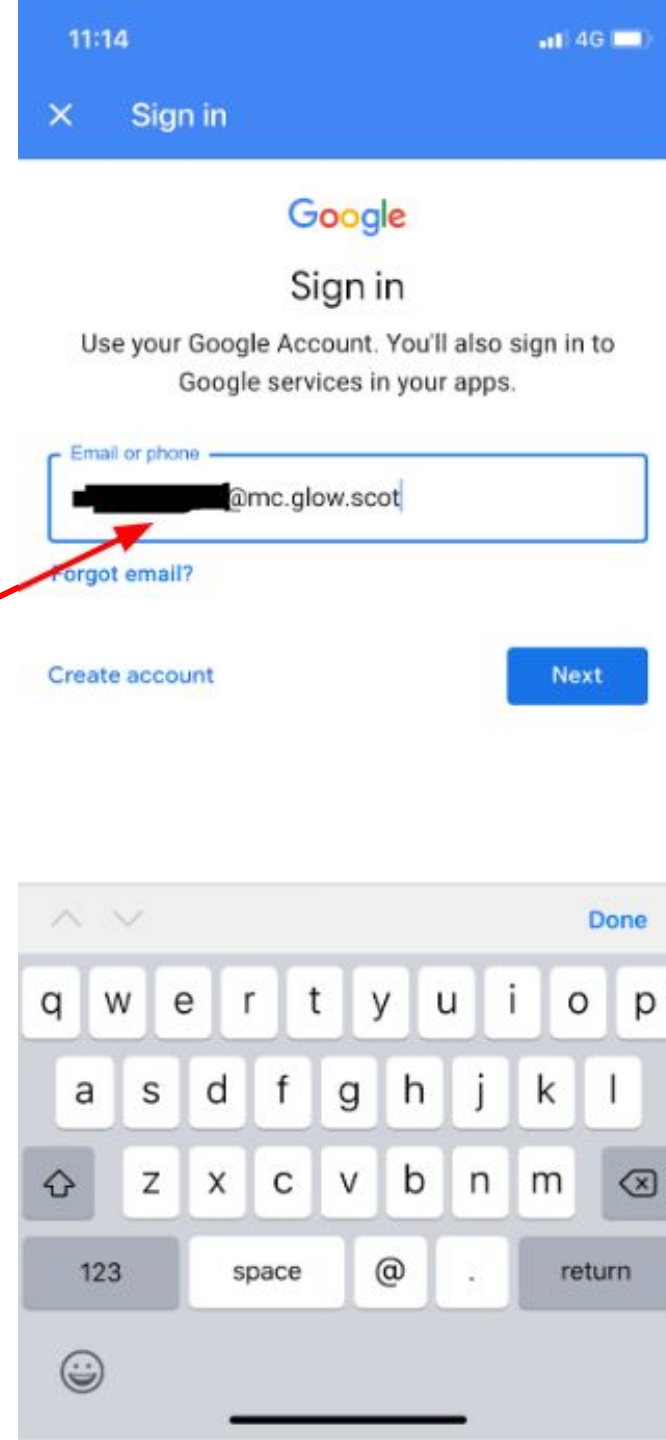 11:14 4G
Sign in
Google
Sign in
Use your Google Account. You'll also sign in to
Google services in your apps.
Email or phone
@mc.glow.scot
Forgot email?
Create account Next
Done
q w e r t y u i o p
a s d f g h j k l
z x c v b n m
123 space @ . return